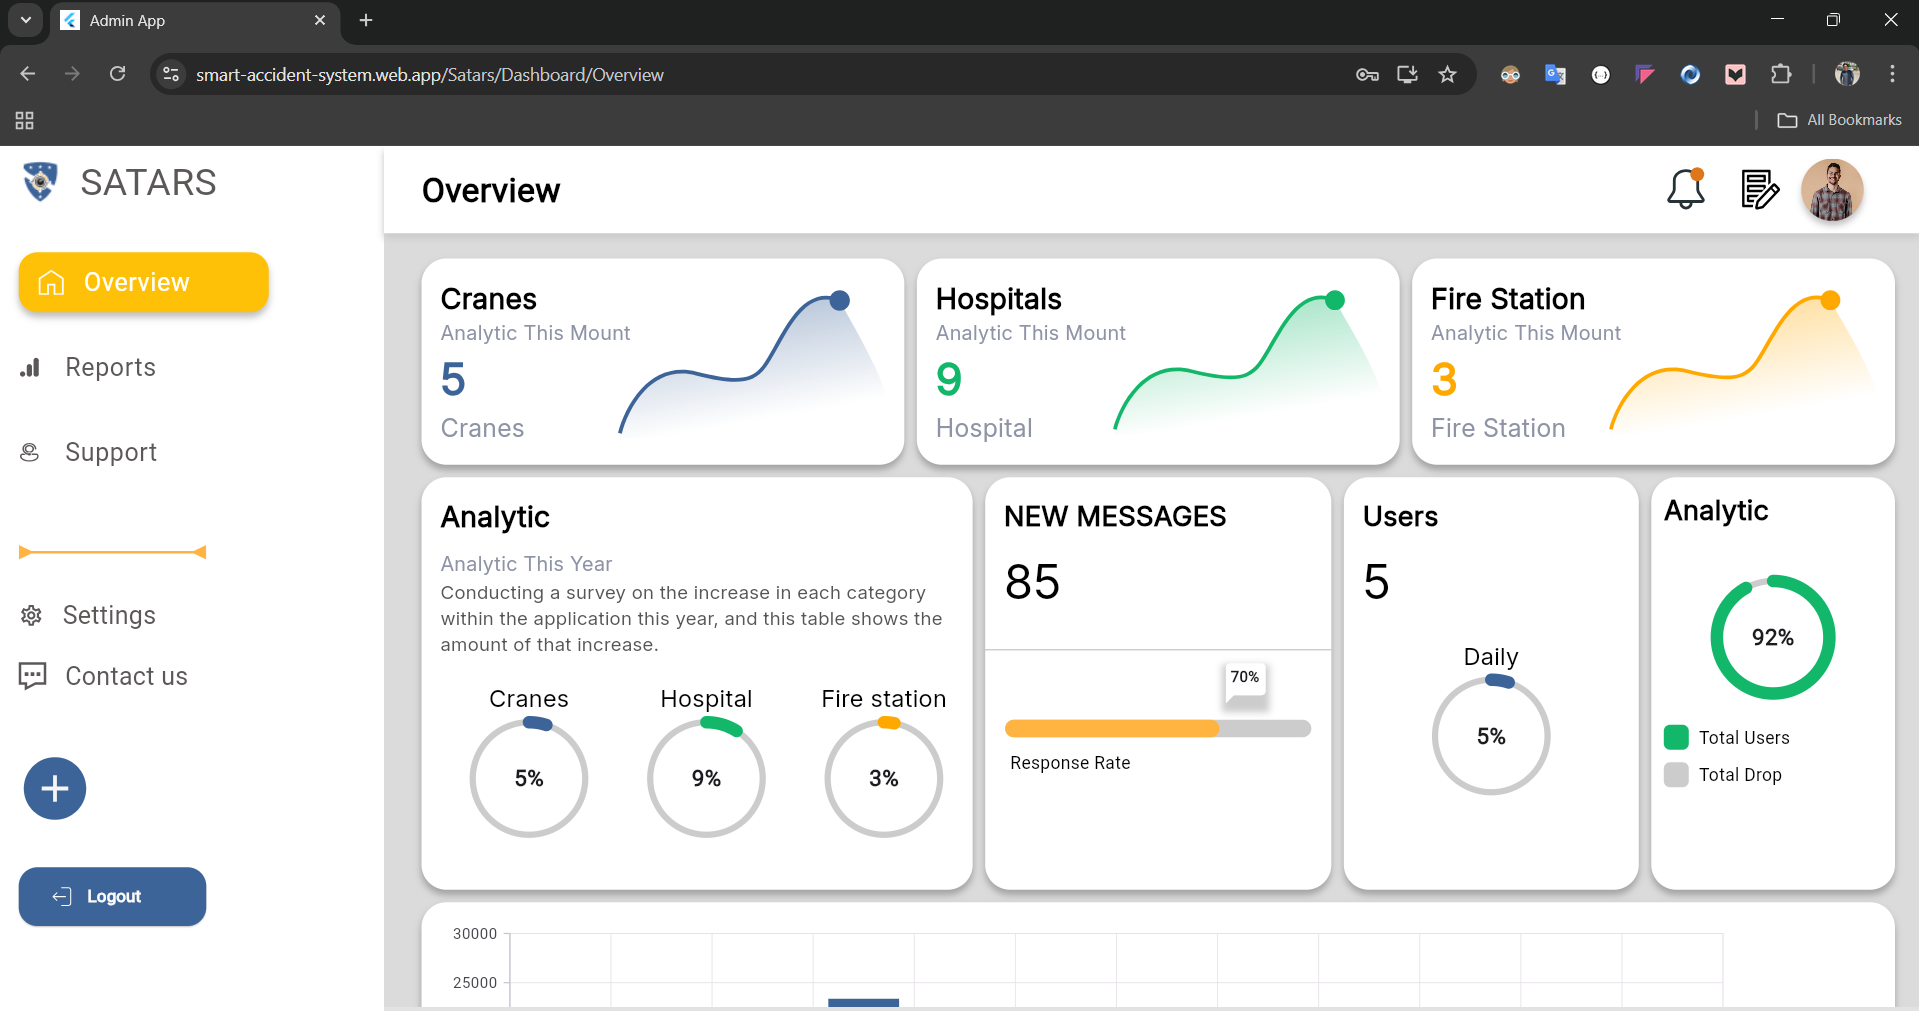 Admin App
smart-accident-system.web.app/Satars/Dashboard/Overview
All Bookmarks
SATARS
Overview
Reports
Support
Settings
Contact us
Logout
Overview
Cranes
Analytic This Mount
5
Cranes
Hospitals
Analytic This Mount
9
Hospital
Fire Station
Analytic This Mount
3
Fire Station
Analytic
Analytic This Year
Conducting a survey on the increase in each category
within the application this year, and this table shows the
amount of that increase.
Cranes
5%
Hospital
9%
Fire station
3%
NEW MESSAGES
85
70%
Response Rate
Users
5
Daily
5%
Analytic
92%
Total Users
Total Drop
30000
25000